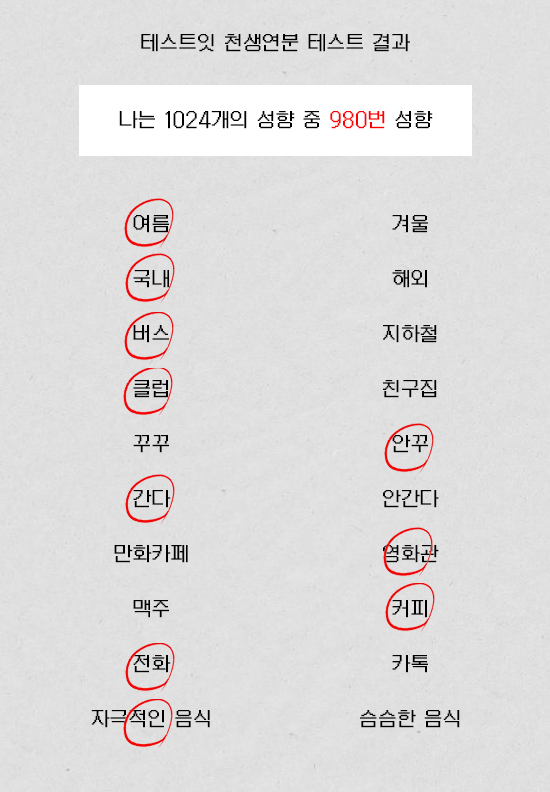 테스트잇 천생연분 테스트 결과
나는 1024개의 성향 중 980번 성향
여름 겨울
국내 해외
버스 지하철
클럽 친구집
꾸꾸 안꾸
간다 안간다
만화카페 영화관
맥주 커피
전화 카톡
자극적인 음식 슴슴한 음식